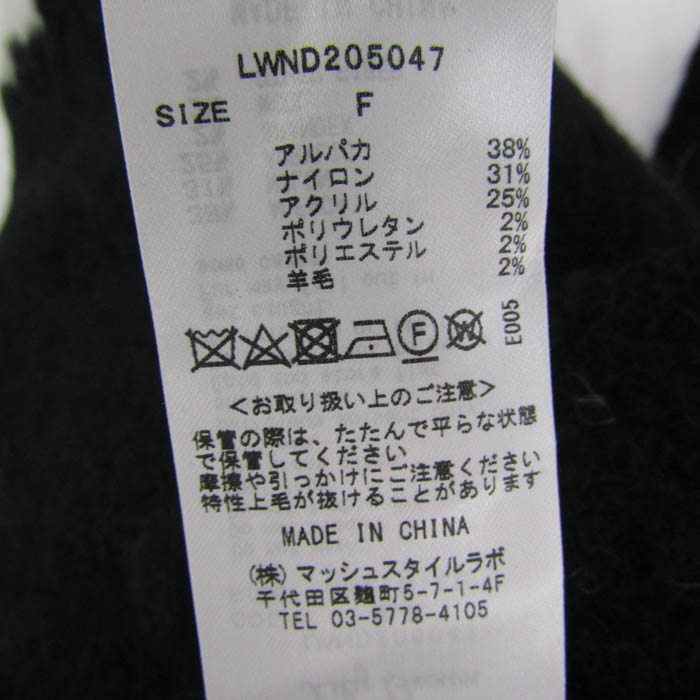 LWND205047
SIZE F
アルパカ 38%
ナイロン 31%
アクリル 25%
ポリウレタン 2%
ポリエステル 2%
羊毛 2%
F
E005
<お取り扱い上のご注意>
保管の際は、たたんで平らな状態
で保管してください
摩擦や引っかけにご注意ください
特性上毛が抜けることがあります
MADE IN CHINA
(株) マッシュスタイルラボ
千代田区麹町5-7-1-4F
TEL 03-5778-4105